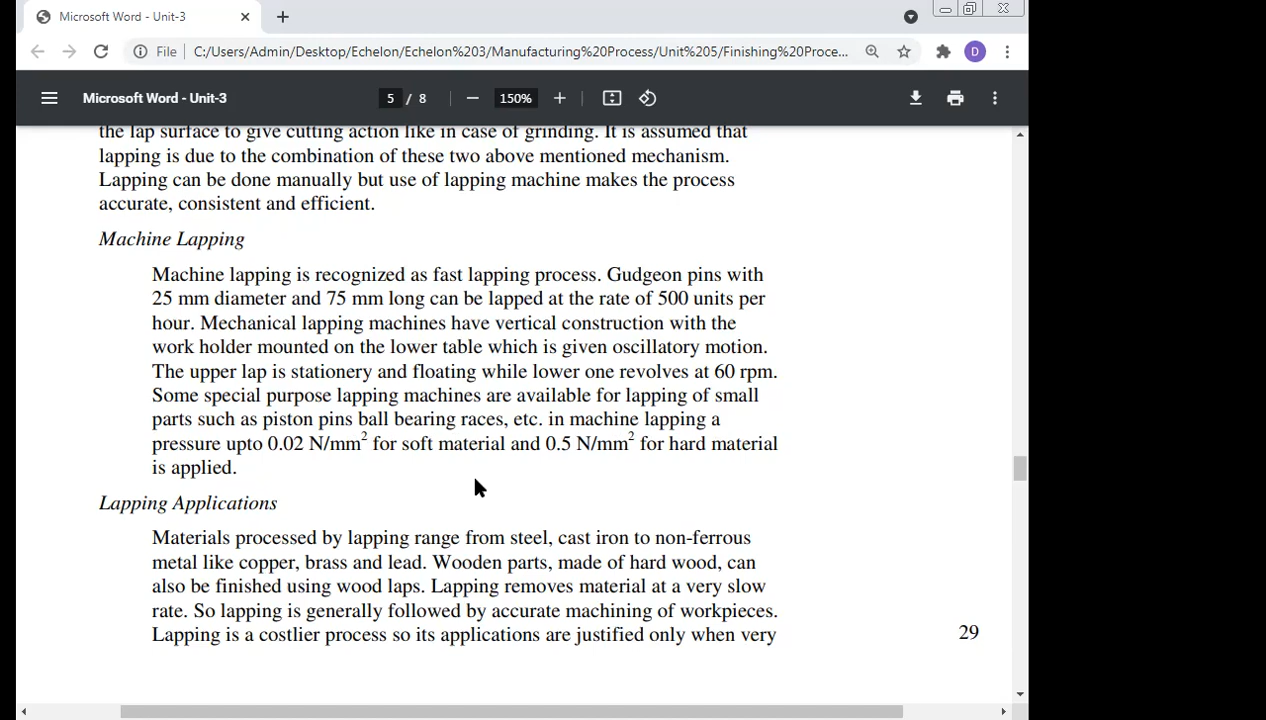 Microsoft Word - Unit-3
File C:/Users/Admin/Desktop/Echelon/Echelon%203/Manufacturing%20Process/Unit%205/Finishing%20Proce... D
Microsoft Word - Unit-3 5 / 8 150%
the lap surface to give cutting action like in case of grinding. It is assumed that
lapping is due to the combination of these two above mentioned mechanism.
Lapping can be done manually but use of lapping machine makes the process
accurate, consistent and efficient.
Machine Lapping
Machine lapping is recognized as fast lapping process. Gudgeon pins with
25 mm diameter and 75 mm long can be lapped at the rate of 500 units per
hour. Mechanical lapping machines have vertical construction with the
work holder mounted on the lower table which is given oscillatory motion.
The upper lap is stationery and floating while lower one revolves at 60 rpm.
Some special purpose lapping machines are available for lapping of small
parts such as piston pins ball bearing races, etc. in machine lapping a
pressure upto 0.02 N/mm² for soft material and 0.5 N/mm² for hard material
is applied.
Lapping Applications
Materials processed by lapping range from steel, cast iron to non-ferrous
metal like copper, brass and lead. Wooden parts, made of hard wood, can
also be finished using wood laps. Lapping removes material at a very slow
rate. So lapping is generally followed by accurate machining of workpieces.
Lapping is a costlier process so its applications are justified only when very
29